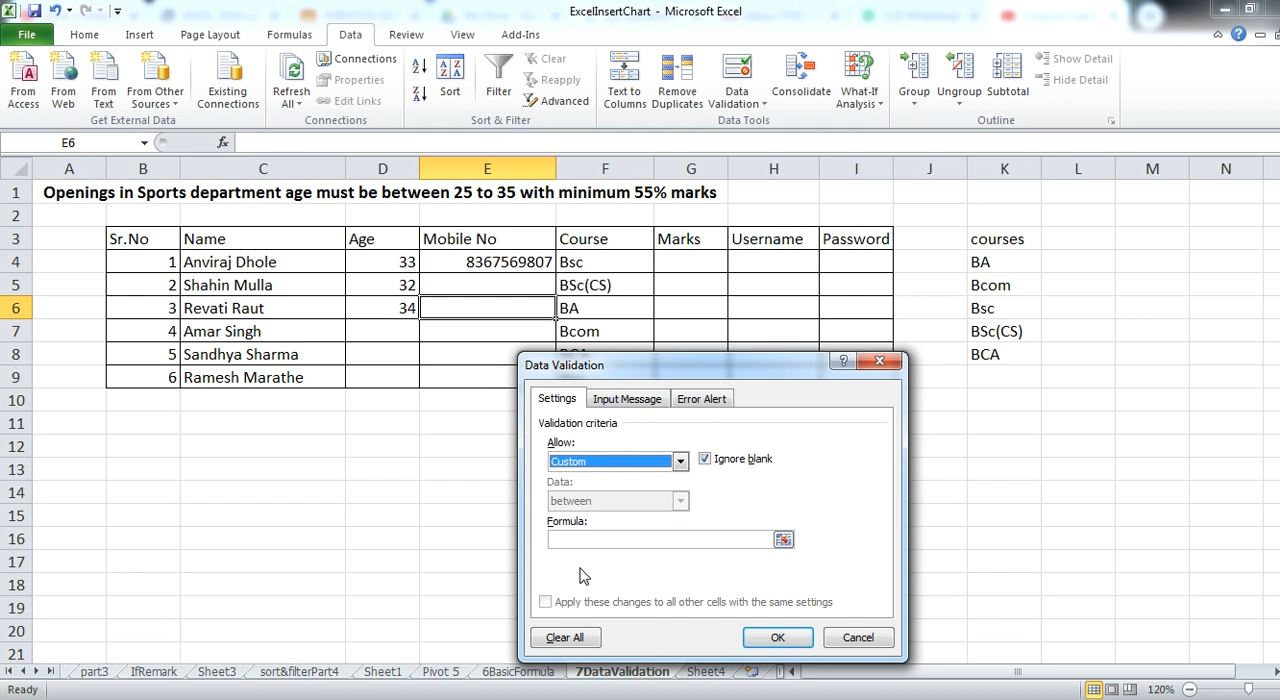 ExcelInsertChart - Microsoft Excel
File Home Insert Page Layout Formulas Data Review View Add-Ins
From Access
From Web
From Text
From Other Sources
Existing Connections
Get External Data
Refresh All
Connections
Properties
Edit Links
Connections
Sort
Filter
Clear
Reapply
Advanced
Sort & Filter
Text to Columns
Remove Duplicates
Data Validation
Consolidate
What-If Analysis
Data Tools
Group
Ungroup
Subtotal
Show Detail
Hide Detail
Outline
E6 fx
A B C D E F G H I J K L M N
1 Openings in Sports department age must be between 25 to 35 with minimum 55% marks
2
3 Sr.No Name Age Mobile No Course Marks Username Password courses
4 1 Anviraj Dhole 33 8367569807 Bsc BA
5 2 Shahin Mulla 32 BSc(CS) Bcom
6 3 Revati Raut 34 BA Bsc
7 4 Amar Singh Bcom BSc(CS)
8 5 Sandhya Sharma BCA BCA
9 6 Ramesh Marathe
10
11
12
13
14
15
16
17
18
19
20
21
Data Validation
Settings Input Message Error Alert
Validation criteria
Allow:
Custom Ignore blank
Data:
between
Formula:
Apply these changes to all other cells with the same settings
Clear All OK Cancel
part3 IfRemark Sheet3 sort&filterPart4 Sheet1 Pivot 5 6BasicFormula 7DataValidation Sheet4
Ready 120%